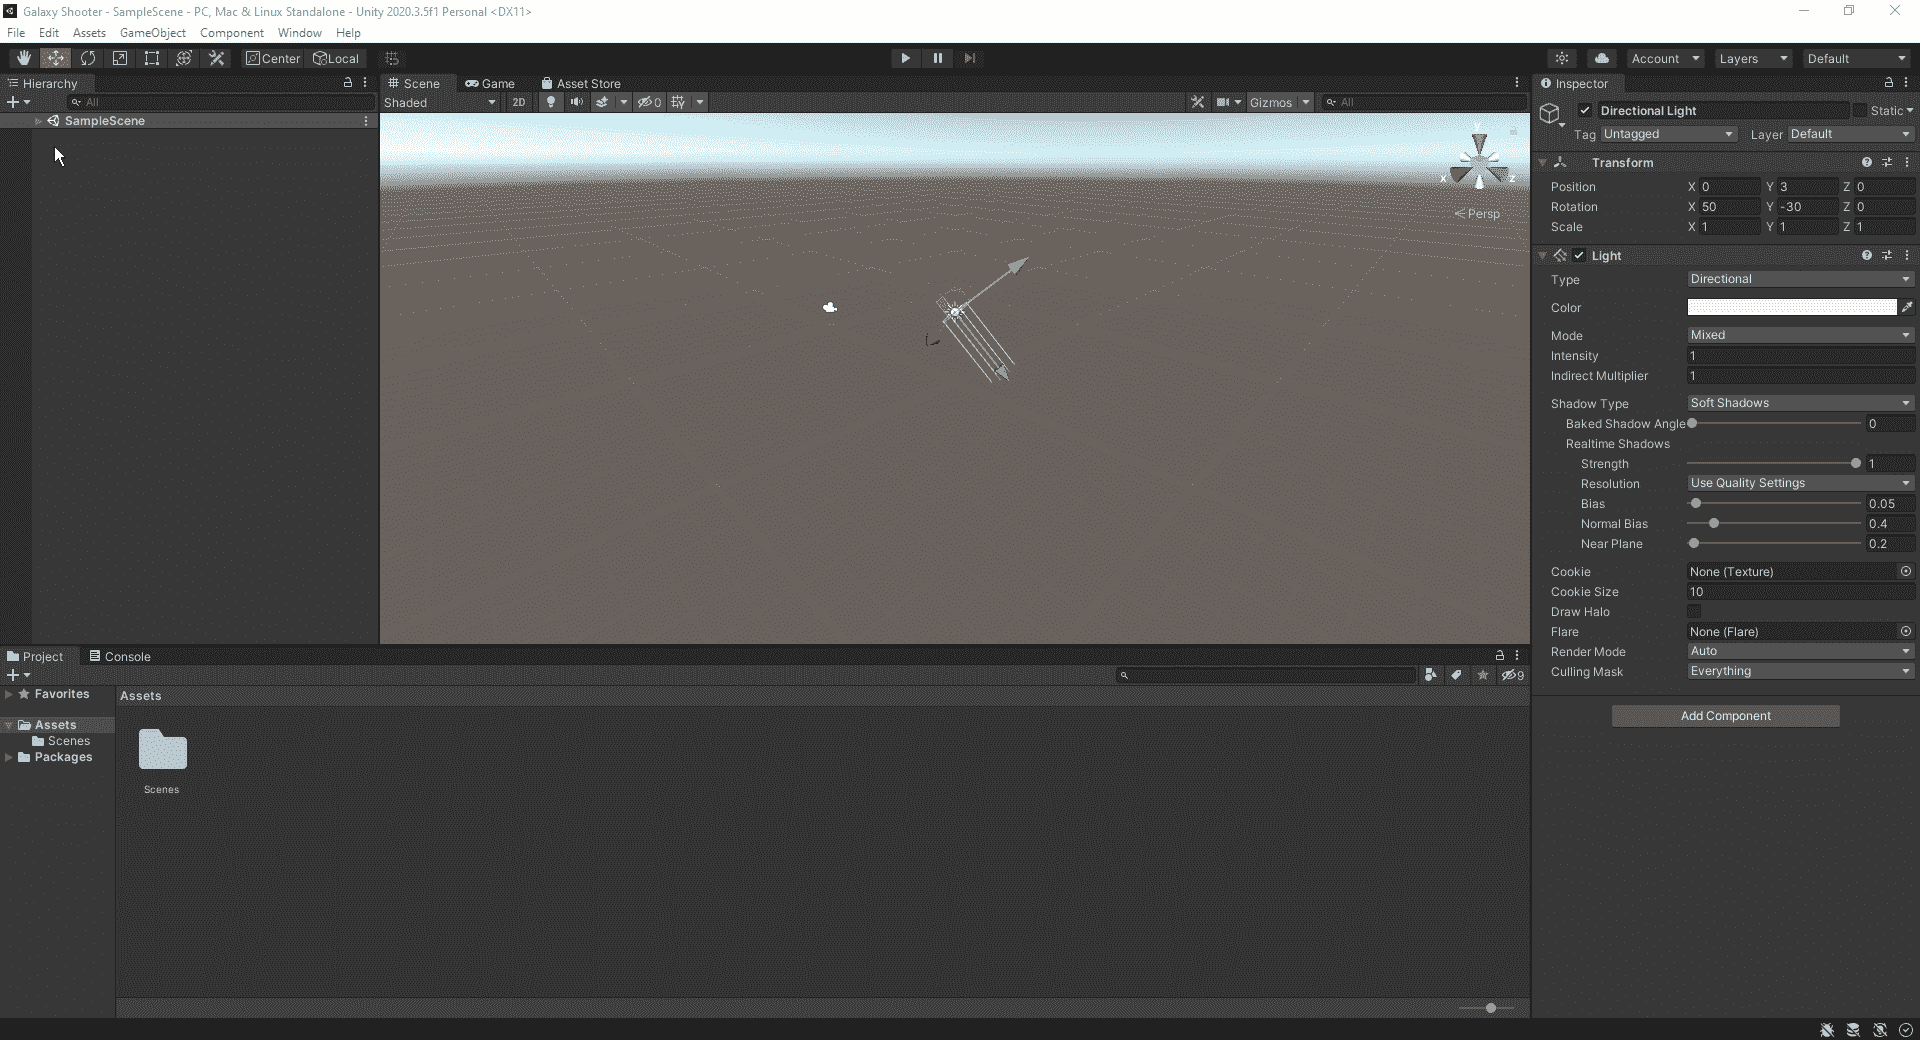 Galaxy Shooter - SampleScene - PC, Mac & Linux Standalone - Unity 2020.3.5f1 Personal <DX11>
File Edit Assets GameObject Component Window Help
Center Local Account Layers Default
Hierarchy
All
SampleScene
Scene Game Asset Store
Shaded 2D 0 Gizmos All
Y
X Z
Persp
Inspector
Directional Light Static
Tag Untagged Layer Default
Transform
Position X 0 Y 3 Z 0
Rotation X 50 Y -30 Z 0
Scale X 1 Y 1 Z 1
Light
Type Directional
Color
Mode Mixed
Intensity 1
Indirect Multiplier 1
Shadow Type Soft Shadows
Baked Shadow Angle 0
Realtime Shadows
Strength 1
Resolution Use Quality Settings
Bias 0.05
Normal Bias 0.4
Near Plane 0.2
Cookie None (Texture)
Cookie Size 10
Draw Halo
Flare None (Flare)
Render Mode Auto
Culling Mask Everything
Add Component
Project Console
9
Favorites
Assets
Scenes
Packages
Assets
Scenes